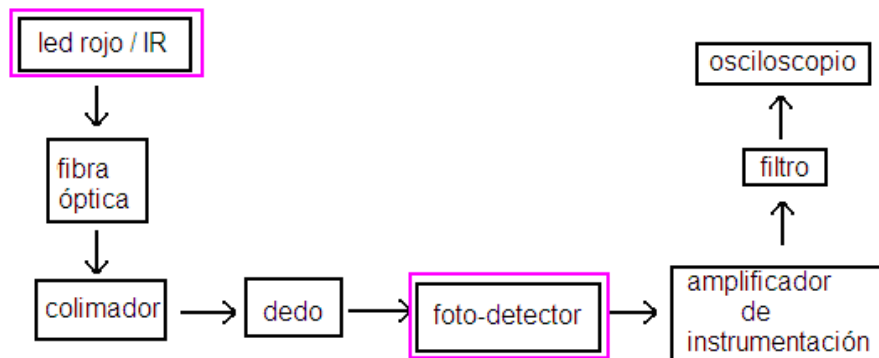 led rojo / IR
fibra
óptica
colimador
dedo
foto-detector
amplificador
de
instrumentación
filtro
osciloscopio